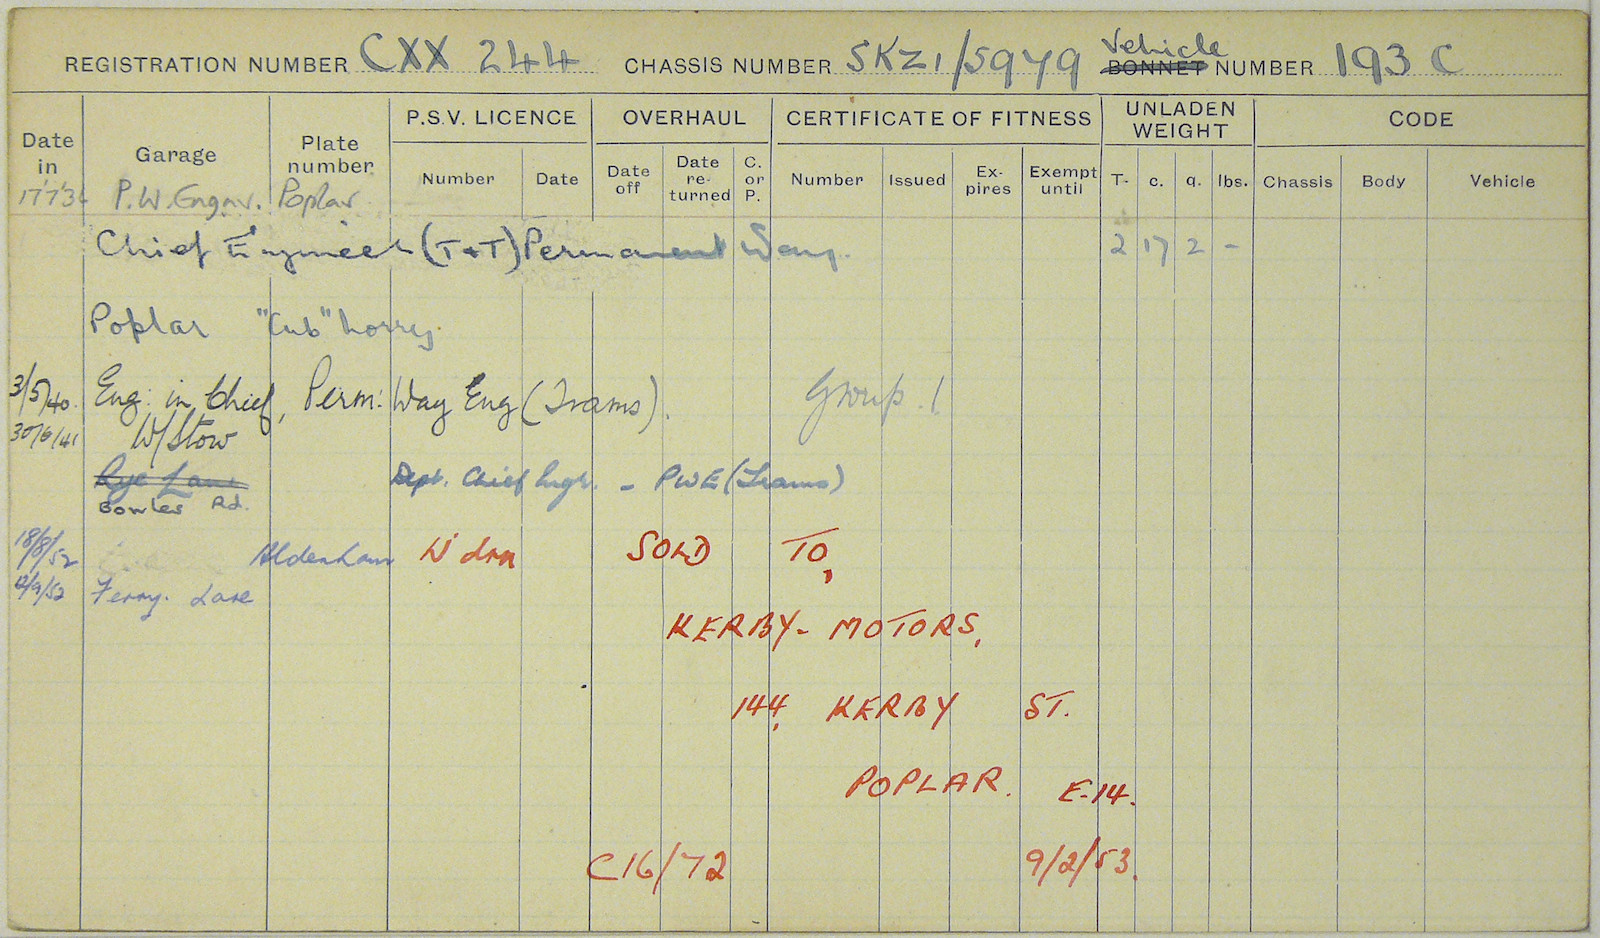 REGISTRATION NUMBER CXX 244 CHASSIS NUMBER SKZ1/5979 Vehicle BONNET NUMBER 193 C
Date in Garage Plate number P.S.V. LICENCE OVERHAUL CERTIFICATE OF FITNESS UNLADEN WEIGHT CODE
Number Date Date off Date re-turned C. or P. Number Issued Ex-pires Exempt until T. c. q. lbs. Chassis Body Vehicle
P.W. Engnr. Poplar
Chief Engineer (T+T) Permanent Way. 2 17 2 -
Poplar "Cub" Lorry
3/5/40. Eng: in Chief, Perm: Way Eng (Trams). Group. 1
30/6/41 W/Stow
Rye Lane Dept. Chief Engr. - PWE (Trams)
Bowles Rd.
18/8/52 Aldenham W'drn SOLD TO,
12/9/52 Ferry. Lane
KERBY- MOTORS,
144, KERBY ST.
POPLAR. E.14.
C16/72 9/2/53.